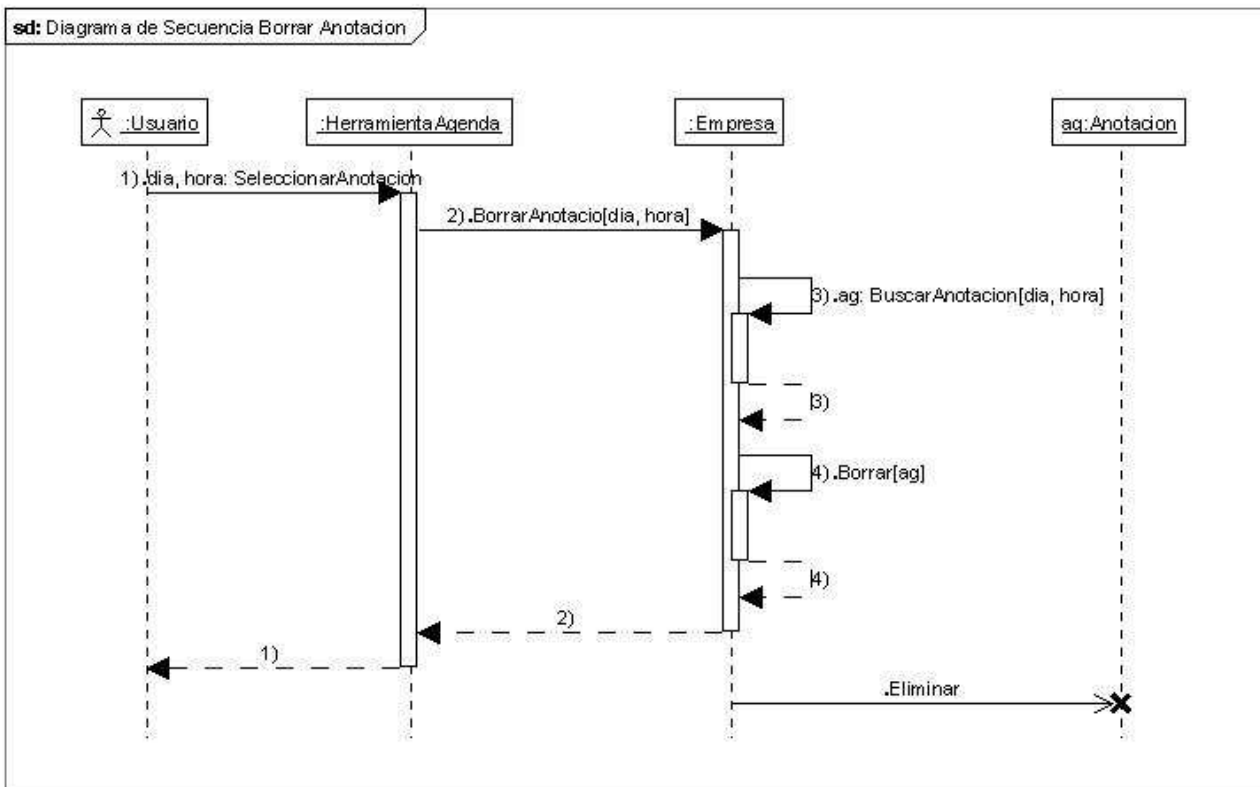 sd: Diagrama de Secuencia Borrar Anotacion
:Usuario
:HerramientaAgenda
:Empresa
ag:Anotacion
1).dia, hora: SeleccionarAnotacion
2).BorrarAnotacio[dia, hora]
3).ag: BuscarAnotacion[dia, hora]
3)
4).Borrar[ag]
4)
2)
1)
.Eliminar